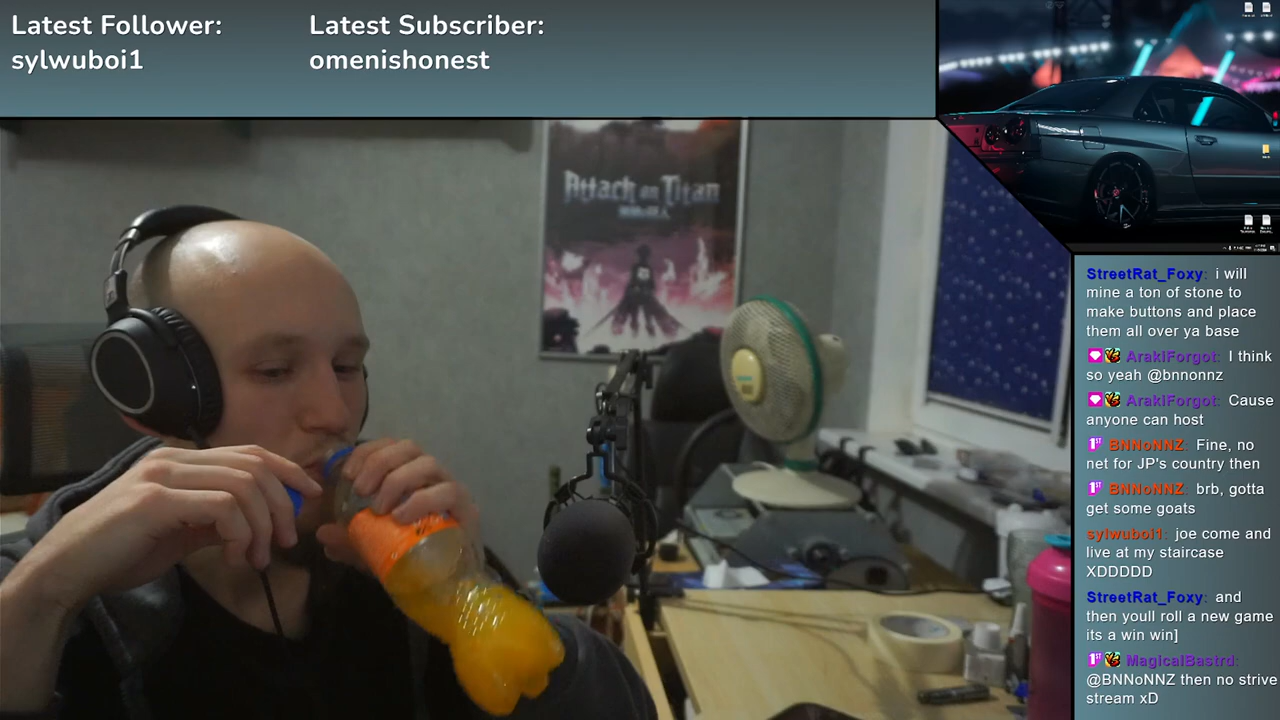 Latest Follower:
sylwuboi1
Latest Subscriber:
omenishonest
Attack on Titan
StreetRat_Foxy: i will
mine a ton of stone to
make buttons and place
them all over ya base
ArakiForgot: I think
so yeah @bnnonnz
ArakiForgot: Cause
anyone can host
BNNoNNZ: Fine, no
net for JP's country then
BNNoNNZ: brb, gotta
get some goats
sylwuboi1: joe come and
live at my staircase
XDDDDD
StreetRat_Foxy: and
then youll roll a new game
its a win win]
MagicalBastrd:
@BNNoNNZ then no strive
stream xD